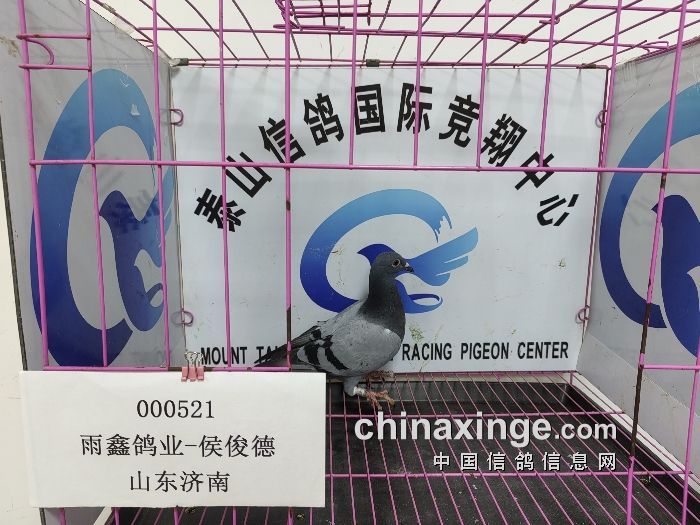 泰山信鸽国际竞翔中心
MOUNT TAI RACING PIGEON CENTER
000521
雨鑫鸽业-侯俊德
山东济南
chinaxinge.com
中国信鸽信息网